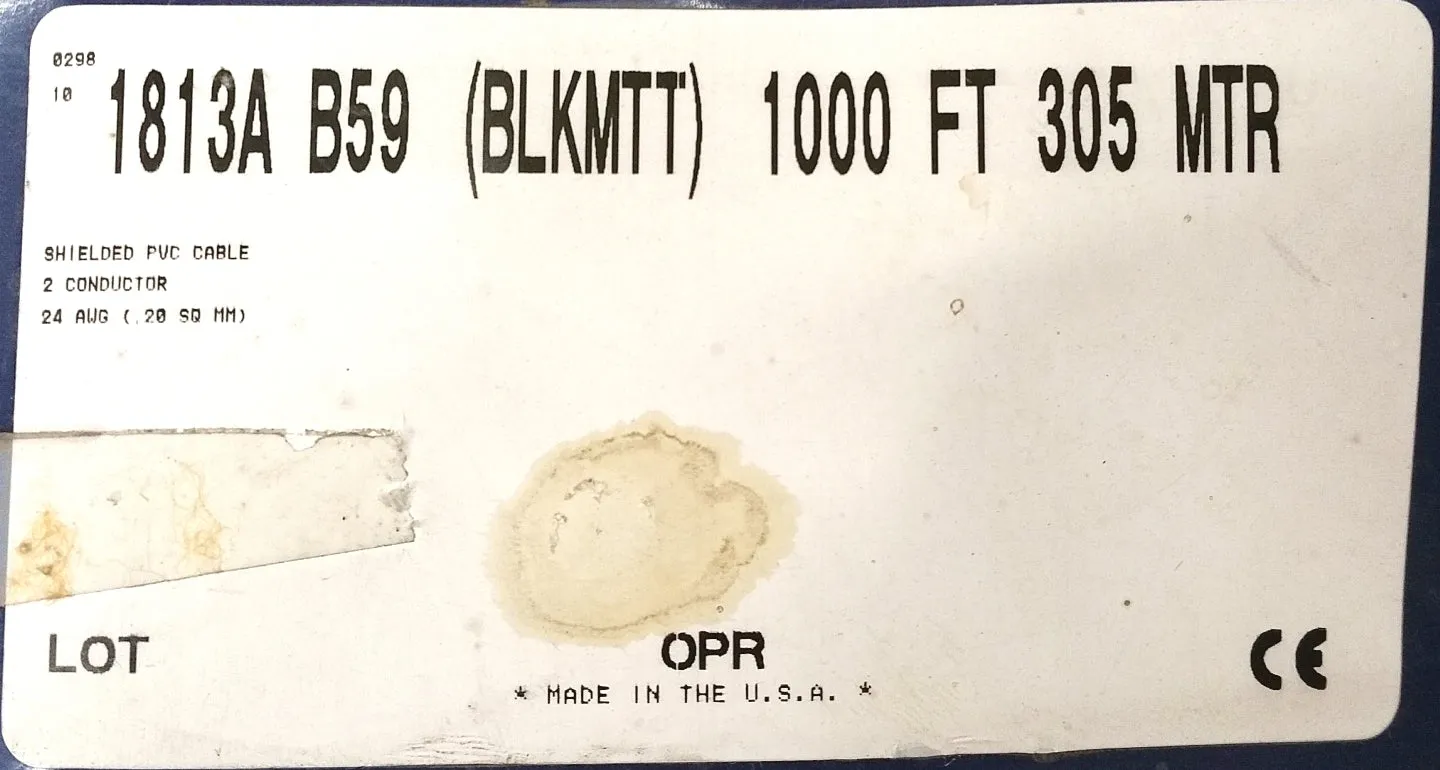 0298
10
1813A B59 (BLKMTT) 1000 FT 305 MTR
SHIELDED PVC CABLE
2 CONDUCTOR
24 AWG (.20 SQ MM)
LOT
OPR
CE
* MADE IN THE U.S.A. *